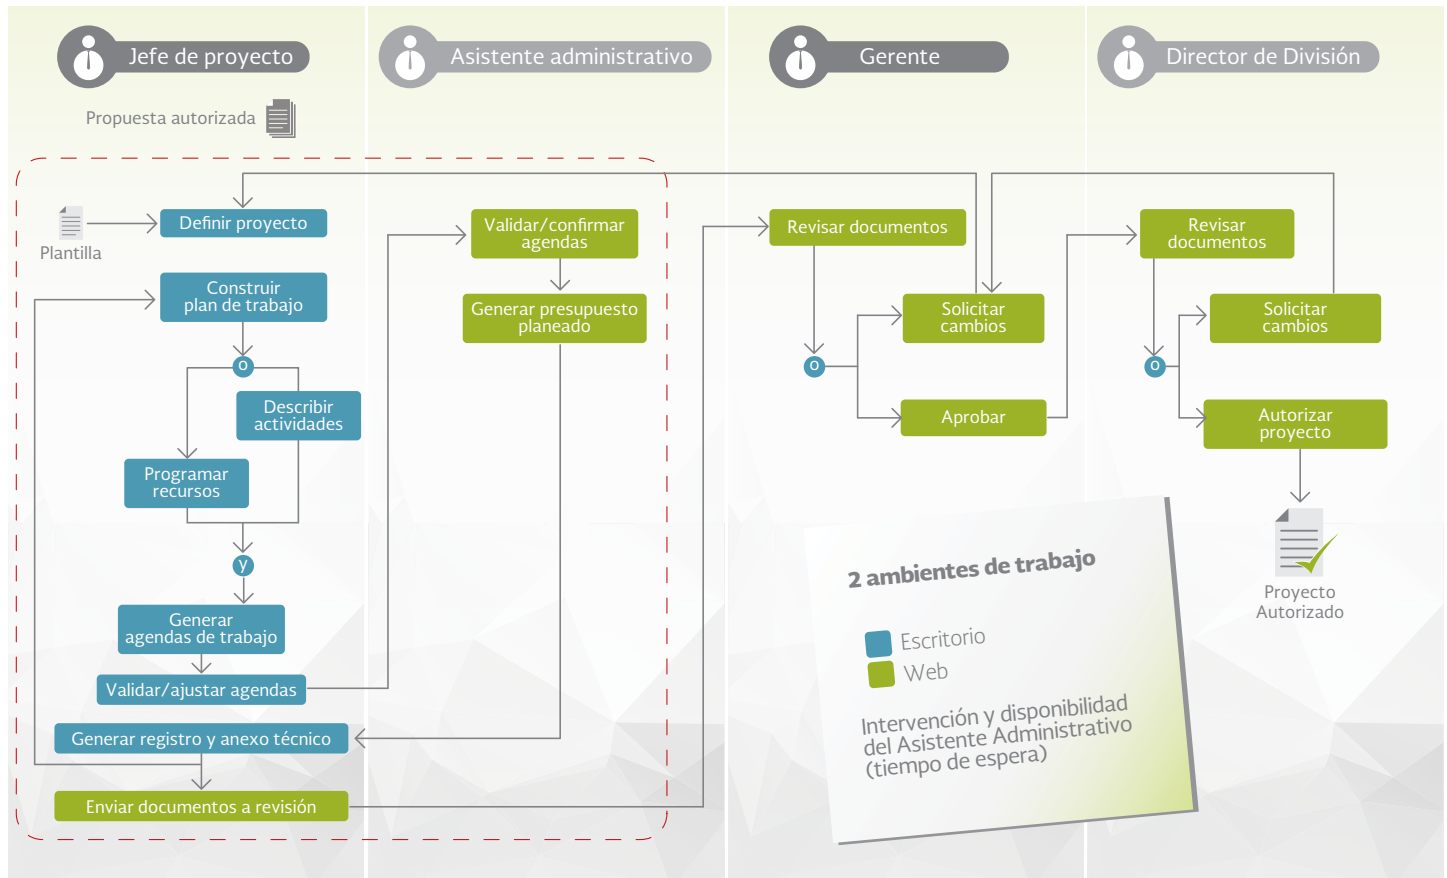 Jefe de proyecto
Asistente administrativo
Gerente
Director de División
Propuesta autorizada
Plantilla
Definir proyecto
Construir
plan de trabajo
o
Describir
actividades
Programar
recursos
y
Generar
agendas de trabajo
Validar/ajustar agendas
Generar registro y anexo técnico
Enviar documentos a revisión
Validar/confirmar
agendas
Generar presupuesto
planeado
Revisar documentos
Solicitar
cambios
o
Aprobar
Revisar
documentos
Solicitar
cambios
o
Autorizar
proyecto
Proyecto
Autorizado
2 ambientes de trabajo
Escritorio
Web
Intervención y disponibilidad
del Asistente Administrativo
(tiempo de espera)